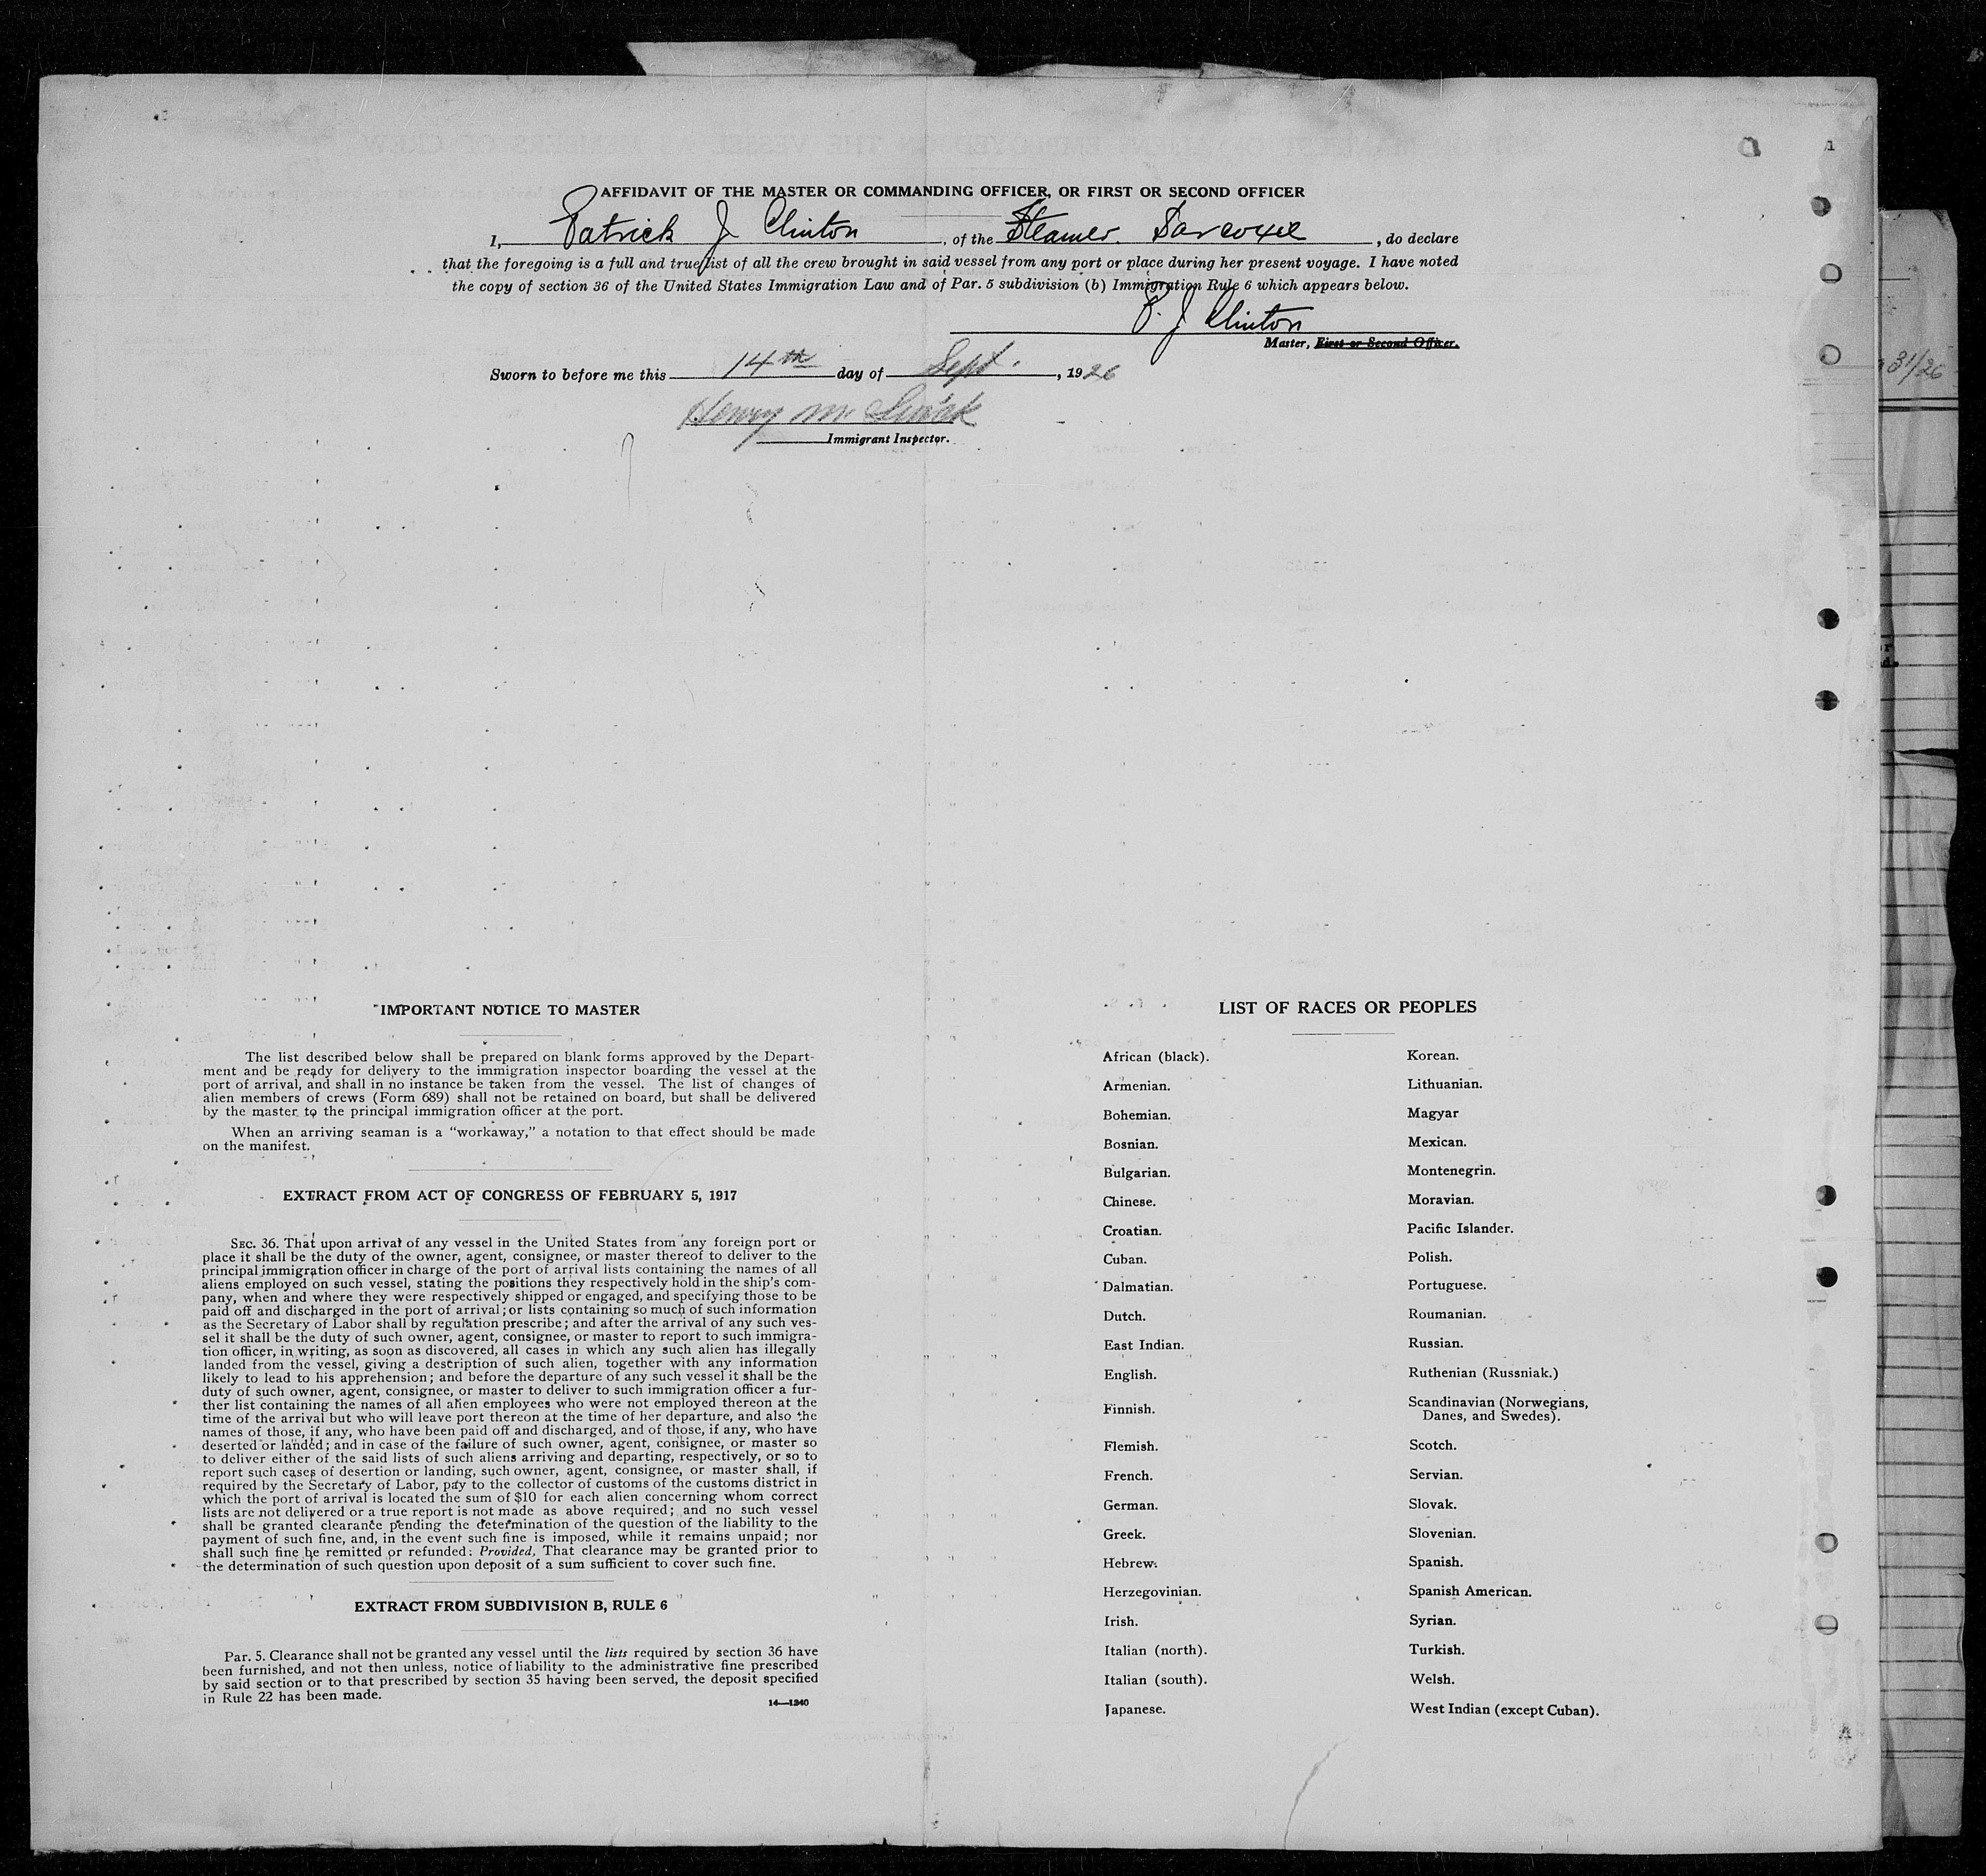 AFFIDAVIT OF THE MASTER OR COMMANDING OFFICER, OR FIRST OR SECOND OFFICER
I, Patrick J Clinton, of the Steamer. Sarcoxie, do declare
that the foregoing is a full and true list of all the crew brought in said vessel from any port or place during her present voyage. I have noted
the copy of section 36 of the United States Immigration Law and of Par. 5 subdivision (b) Immigration Rule 6 which appears below.
P. J Clinton
Master, First or Second Officer.
Sworn to before me this 14th day of Sept., 1926
Henry
Immigrant Inspector.
31/26
IMPORTANT NOTICE TO MASTER
The list described below shall be prepared on blank forms approved by the Depart-
ment and be ready for delivery to the immigration inspector boarding the vessel at the
port of arrival, and shall in no instance be taken from the vessel. The list of changes of
alien members of crews (Form 689) shall not be retained on board, but shall be delivered
by the master to the principal immigration officer at the port.
When an arriving seaman is a “workaway,” a notation to that effect should be made
on the manifest.
EXTRACT FROM ACT OF CONGRESS OF FEBRUARY 5, 1917
SEC. 36. That upon arrival of any vessel in the United States from any foreign port or
place it shall be the duty of the owner, agent, consignee, or master thereof to deliver to the
principal immigration officer in charge of the port of arrival lists containing the names of all
aliens employed on such vessel, stating the positions they respectively hold in the ship's com-
pany, when and where they were respectively shipped or engaged, and specifying those to be
paid off and discharged in the port of arrival; or lists containing so much of such information
as the Secretary of Labor shall by regulation prescribe; and after the arrival of any such ves-
sel it shall be the duty of such owner, agent, consignee, or master to report to such immigra-
tion officer, in writing, as soon as discovered, all cases in which any such alien has illegally
landed from the vessel, giving a description of such alien, together with any information
likely to lead to his apprehension; and before the departure of any such vessel it shall be the
duty of such owner, agent, consignee, or master to deliver to such immigration officer a fur-
ther list containing the names of all alien employees who were not employed thereon at the
time of the arrival but who will leave port thereon at the time of her departure, and also the
names of those, if any, who have been paid off and discharged, and of those, if any, who have
deserted or landed; and in case of the failure of such owner, agent, consignee, or master so
to deliver either of the said lists of such aliens arriving and departing, respectively, or so to
report such cases of desertion or landing, such owner, agent, consignee, or master shall, if
required by the Secretary of Labor, pay to the collector of customs of the customs district in
which the port of arrival is located the sum of $10 for each alien concerning whom correct
lists are not delivered or a true report is not made as above required; and no such vessel
shall be granted clearance pending the determination of the question of the liability to the
payment of such fine, and, in the event such fine is imposed, while it remains unpaid; nor
shall such fine be remitted or refunded: Provided, That clearance may be granted prior to
the determination of such question upon deposit of a sum sufficient to cover such fine.
EXTRACT FROM SUBDIVISION B, RULE 6
Par. 5. Clearance shall not be granted any vessel until the lists required by section 36 have
been furnished, and not then unless, notice of liability to the administrative fine prescribed
by said section or to that prescribed by section 35 having been served, the deposit specified
in Rule 22 has been made.
14—1240
LIST OF RACES OR PEOPLES
African (black).
Armenian.
Bohemian.
Bosnian.
Bulgarian.
Chinese.
Croatian.
Cuban.
Dalmatian.
Dutch.
East Indian.
English.
Finnish.
Flemish.
French.
German.
Greek.
Hebrew.
Herzegovinian.
Irish.
Italian (north).
Italian (south).
Japanese.
Korean.
Lithuanian.
Magyar
Mexican.
Montenegrin.
Moravian.
Pacific Islander.
Polish.
Portuguese.
Roumanian.
Russian.
Ruthenian (Russniak.)
Scandinavian (Norwegians,
Danes, and Swedes).
Scotch.
Servian.
Slovak.
Slovenian.
Spanish.
Spanish American.
Syrian.
Turkish.
Welsh.
West Indian (except Cuban).